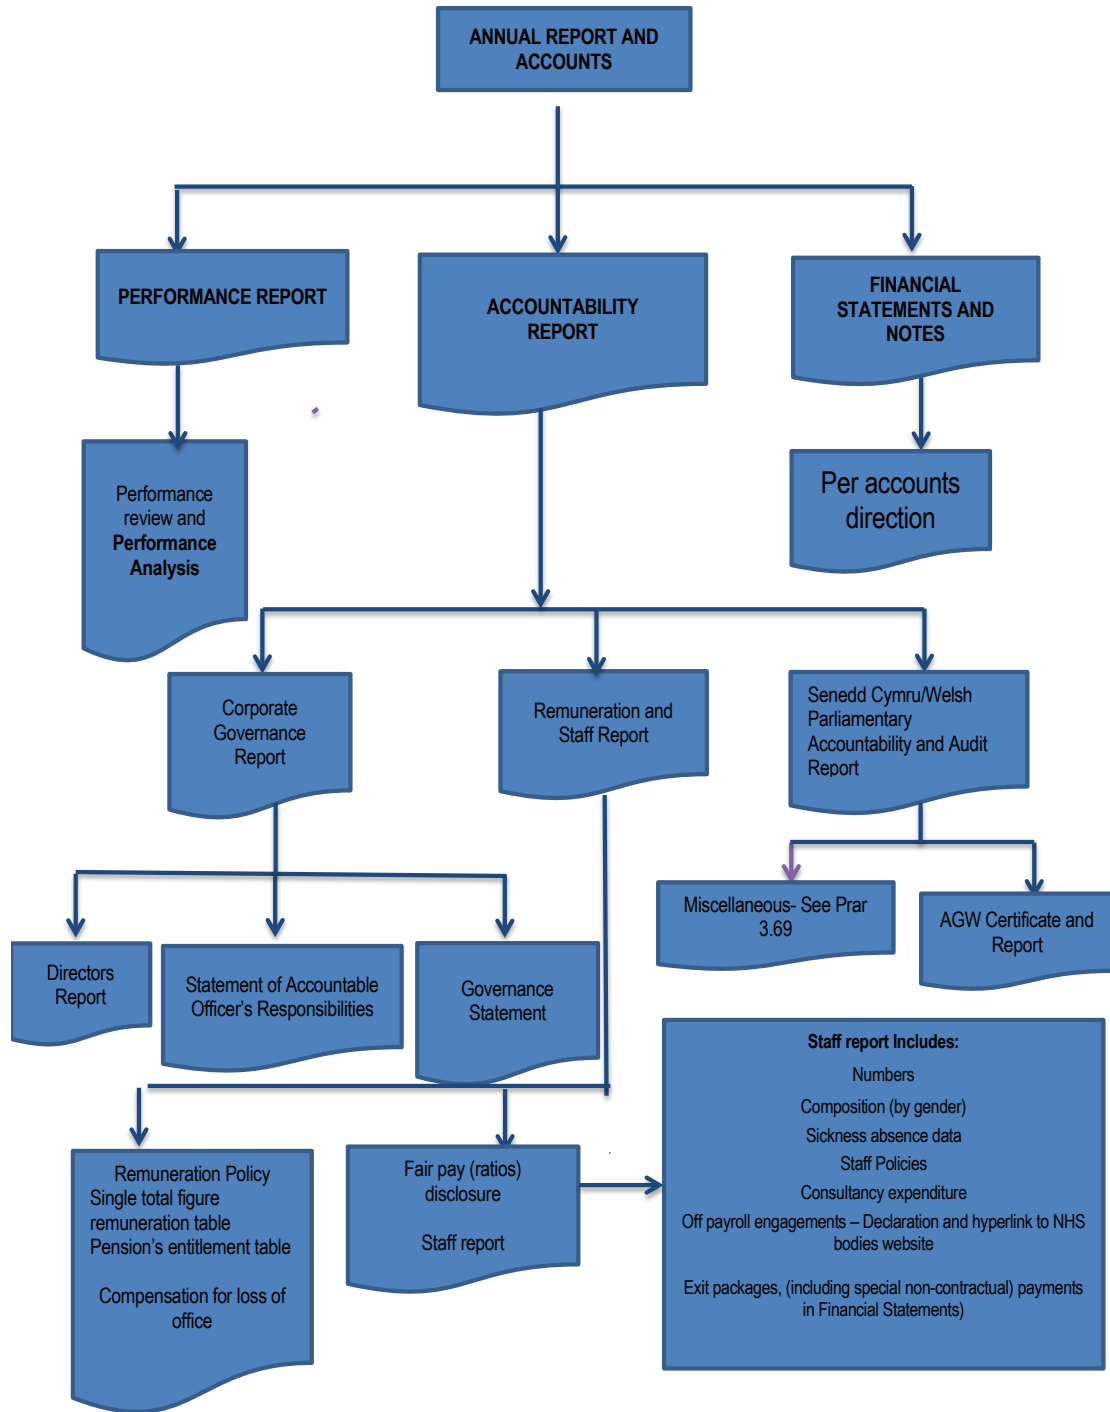 ANNUAL REPORT AND
ACCOUNTS
PERFORMANCE REPORT
ACCOUNTABILITY
REPORT
FINANCIAL
STATEMENTS AND
NOTES
Performance
review and
Performance
Analysis
Per accounts
direction
Corporate
Governance
Report
Remuneration and
Staff Report
Senedd Cymru/Welsh
Parliamentary
Accountability and Audit
Report
Miscellaneous- See Prar
3.69
AGW Certificate and
Report
Directors
Report
Statement of Accountable
Officer's Responsibilities
Governance
Statement
Remuneration Policy
Single total figure
remuneration table
Pension's entitlement table
Compensation for loss of
office
Fair pay (ratios)
disclosure
Staff report
Staff report Includes:
Numbers
Composition (by gender)
Sickness absence data
Staff Policies
Consultancy expenditure
Off payroll engagements – Declaration and hyperlink to NHS
bodies website
Exit packages, (including special non-contractual) payments
in Financial Statements)